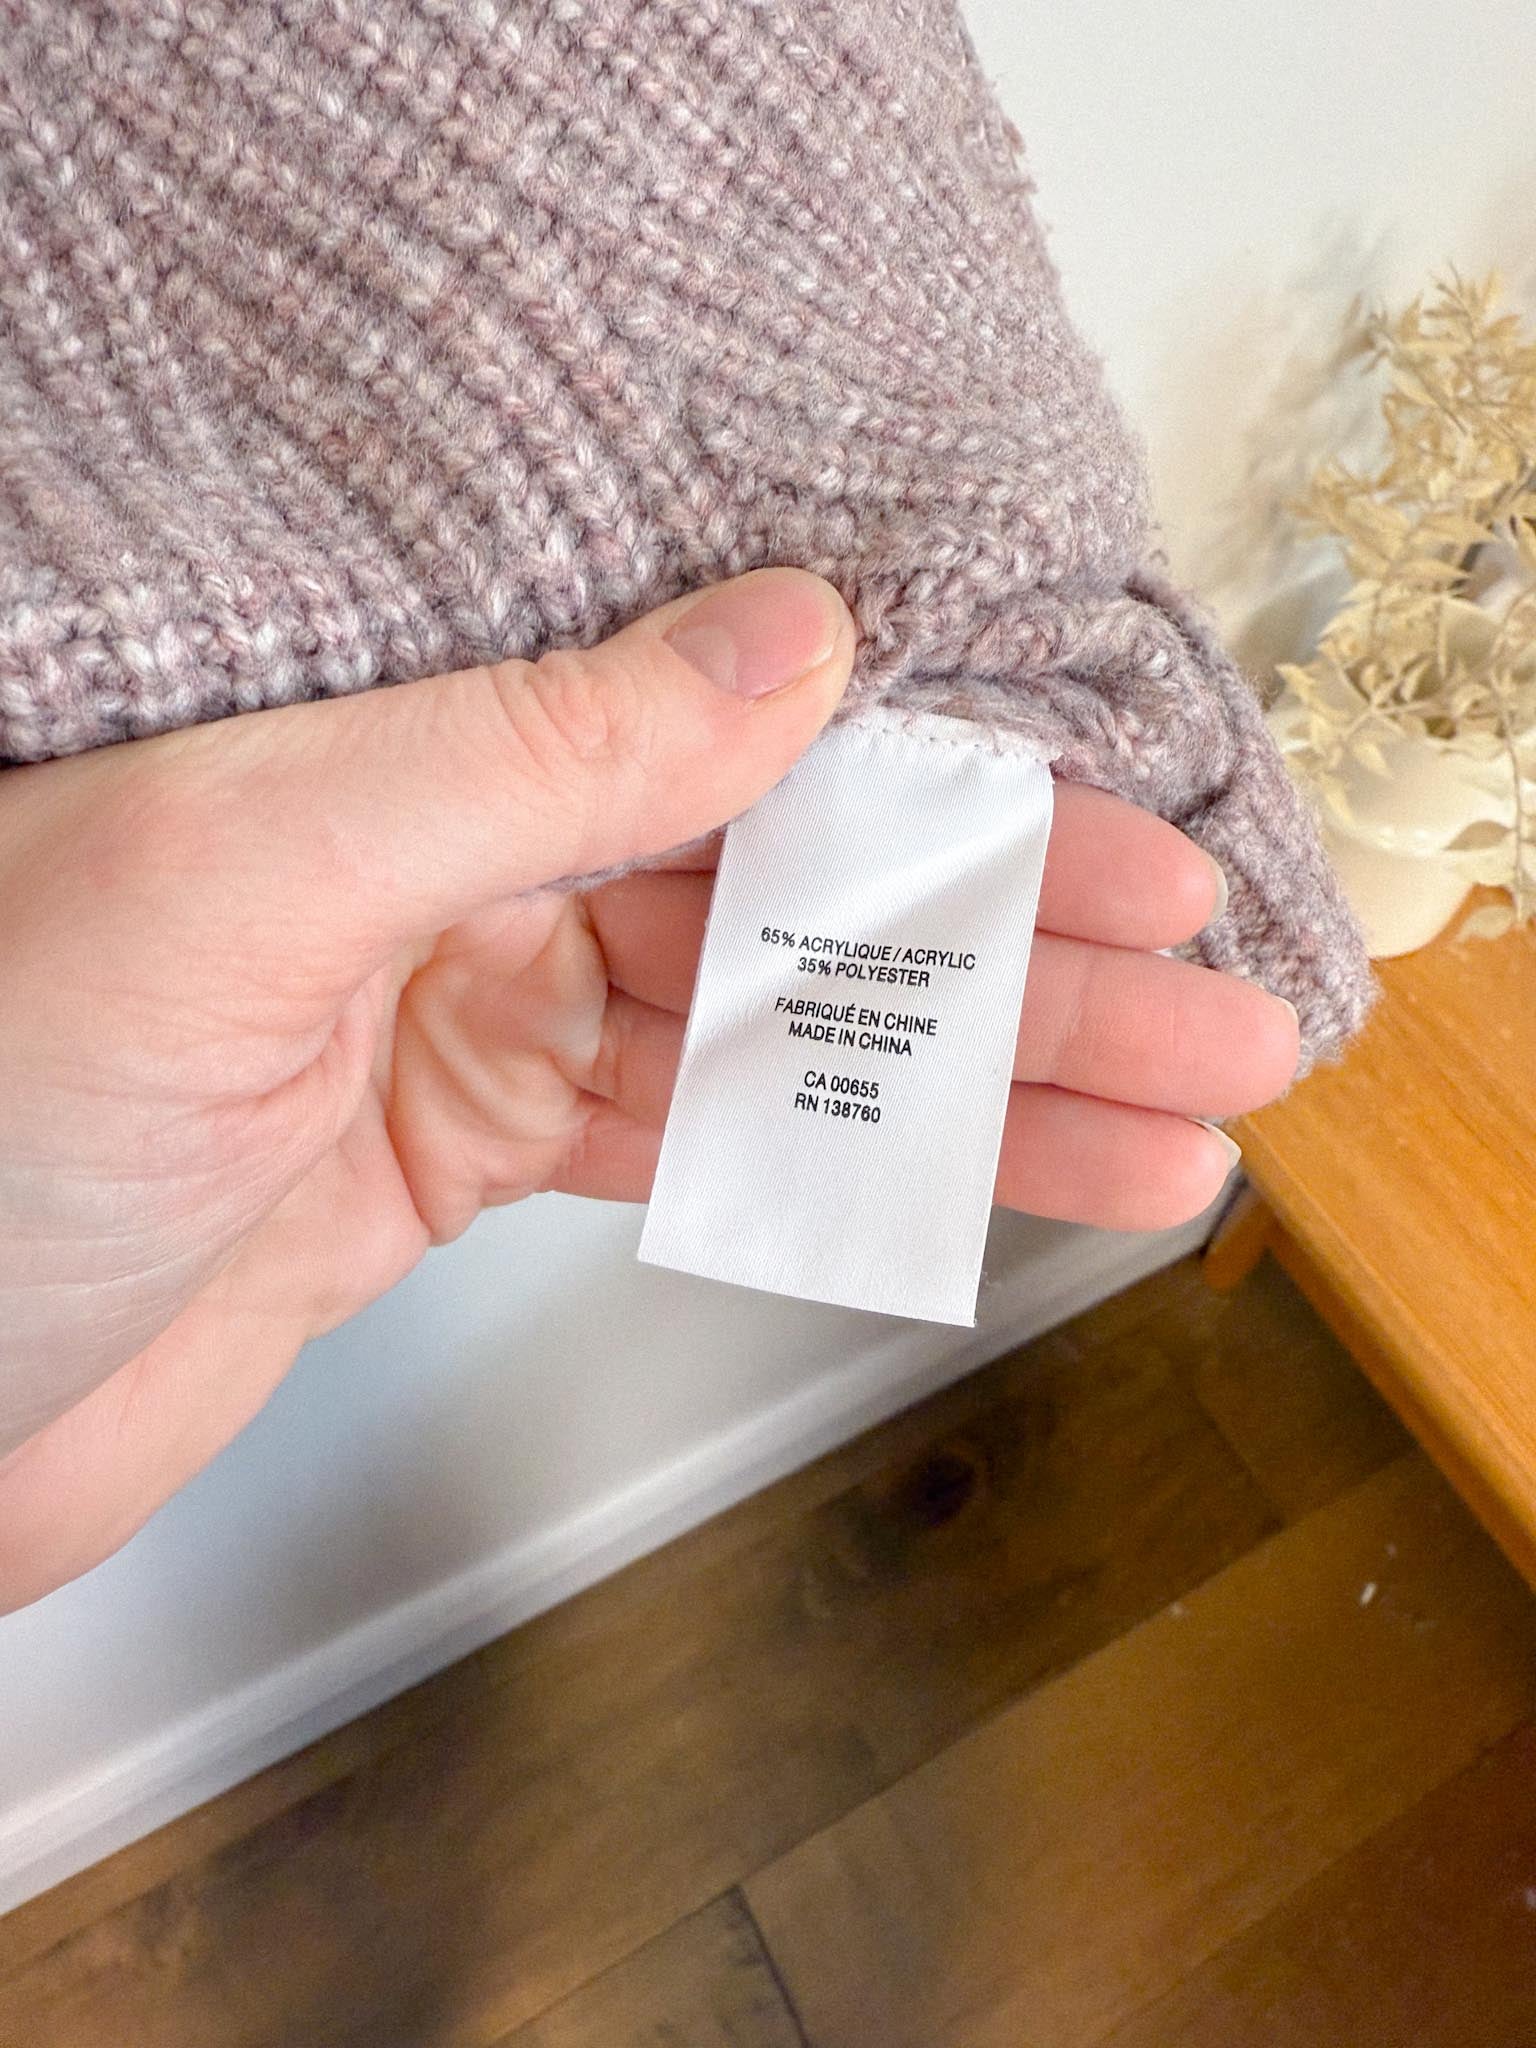 65% ACRYLIQUE / ACRYLIC
35% POLYESTER
FABRIQUÉ EN CHINE
MADE IN CHINA
CA 00655
RN 138760